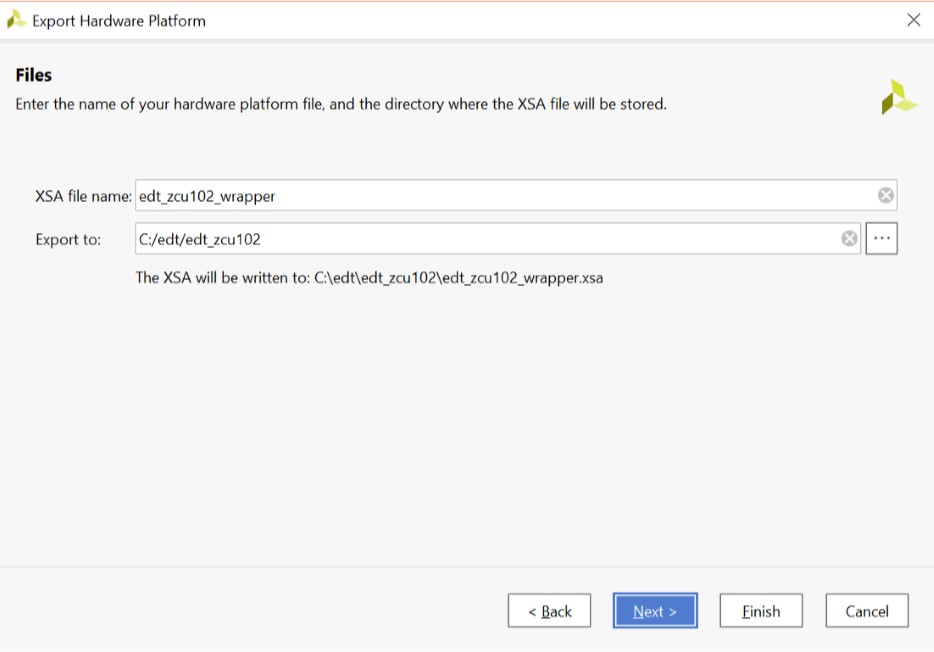 Export Hardware Platform
Files
Enter the name of your hardware platform file, and the directory where the XSA file will be stored.
XSA file name: edt_zcu102_wrapper
Export to: C:/edt/edt_zcu102 ...
The XSA will be written to: C:\edt\edt_zcu102\edt_zcu102_wrapper.xsa
< Back Next > Finish Cancel